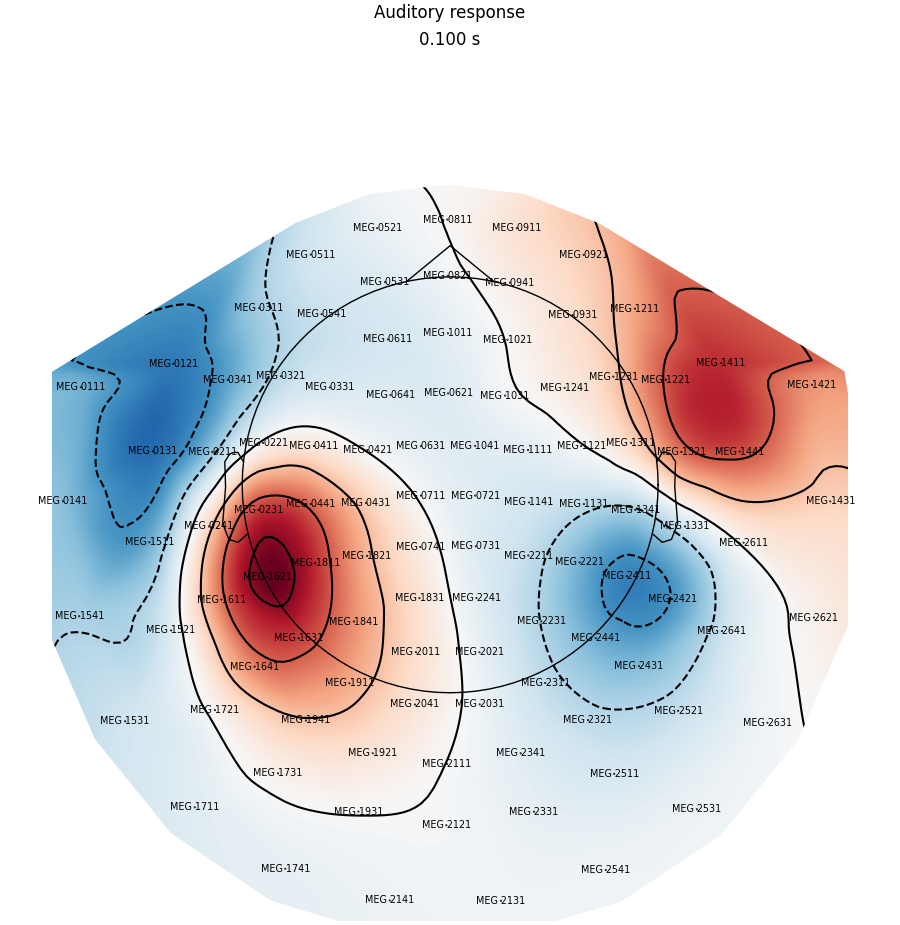 Auditory response
0.100 s
MEG 0811
MEG 0521 MEG 0911
MEG 0511 MEG 0921
MEG 0821
MEG 0531 MEG 0941
MEG 0311 MEG 0541 MEG 0931 MEG 1211
MEG 0611 MEG 1011 MEG 1021
MEG 0121 MEG 1411
MEG 0111 MEG 0341 MEG 0321 MEG 0331 MEG 0641 MEG 0621 MEG 1031 MEG 1241 MEG 1231 MEG 1221 MEG 1421
MEG 0131 MEG 0211 MEG 0221 MEG 0411 MEG 0421 MEG 0631 MEG 1041 MEG 1111 MEG 1121 MEG 1311 MEG 1321 MEG 1441
MEG 0141 MEG 0231 MEG 0441 MEG 0431 MEG 0711 MEG 0721 MEG 1141 MEG 1131 MEG 1341 MEG 1431
MEG 0241 MEG 1331
MEG 1511 MEG 1821 MEG 0741 MEG 0731 MEG 2211 MEG 2221 MEG 2611
MEG 1621 MEG 1811 MEG 2411
MEG 1541 MEG 1611 MEG 1841 MEG 1831 MEG 2241 MEG 2231 MEG 2421 MEG 2621
MEG 1521 MEG 1631 MEG 2441 MEG 2641
MEG 1641 MEG 2011 MEG 2021 MEG 2431
MEG 1911 MEG 2311
MEG 1531 MEG 1721 MEG 1941 MEG 2041 MEG 2031 MEG 2321 MEG 2521 MEG 2631
MEG 1921 MEG 2341
MEG 1731 MEG 2111 MEG 2511
MEG 1711 MEG 1931 MEG 2331 MEG 2531
MEG 2121
MEG 1741 MEG 2541
MEG 2141 MEG 2131